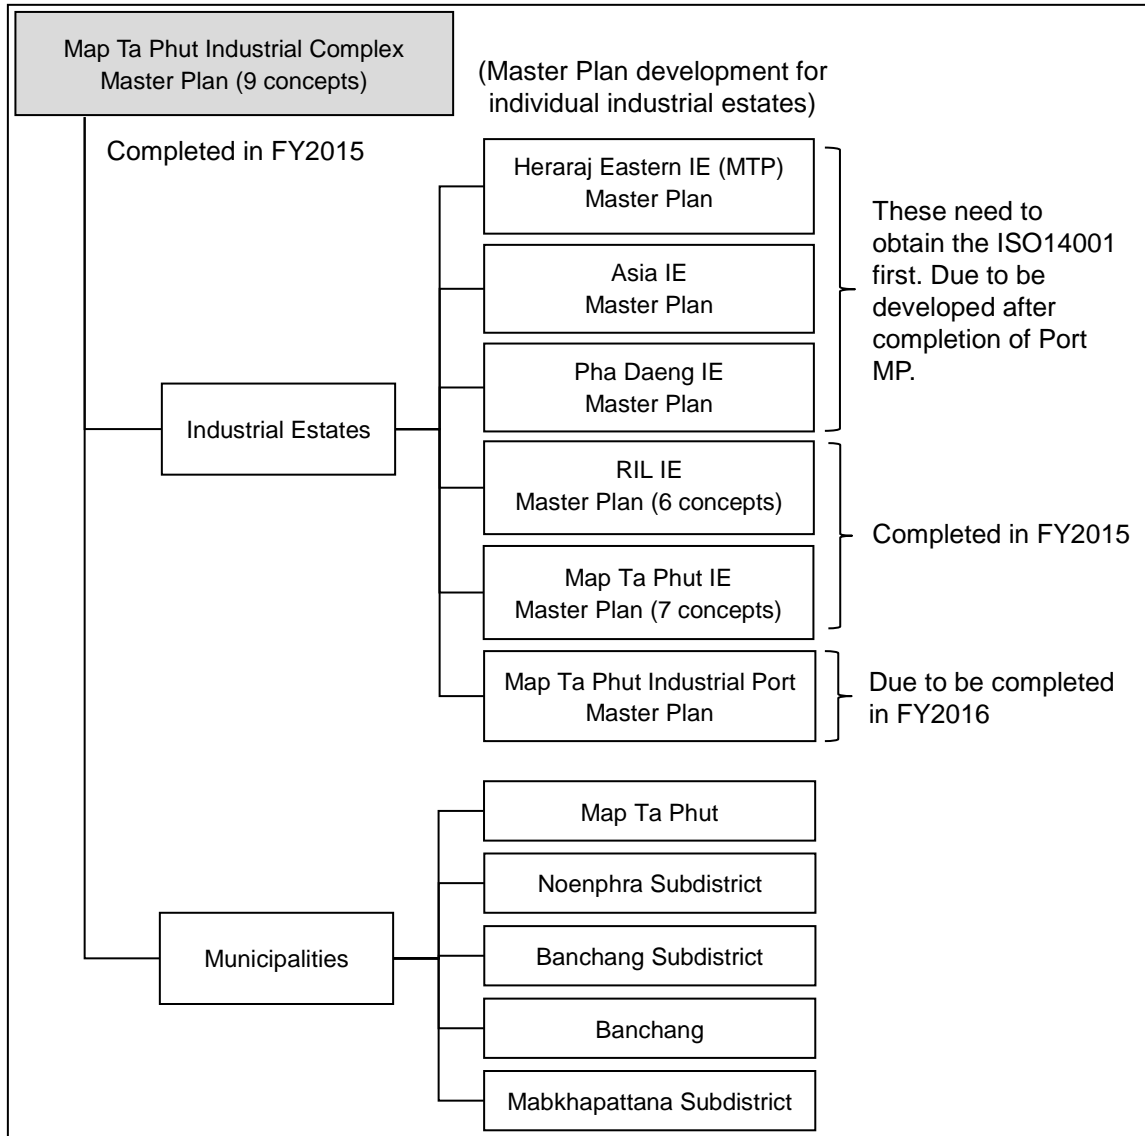 Map Ta Phut Industrial Complex
Master Plan (9 concepts)
(Master Plan development for
individual industrial estates)
Completed in FY2015
Heraraj Eastern IE (MTP)
Master Plan
Asia IE
Master Plan
Pha Daeng IE
Master Plan
These need to
obtain the ISO14001
first. Due to be
developed after
completion of Port
MP.
Industrial Estates
RIL IE
Master Plan (6 concepts)
Map Ta Phut IE
Master Plan (7 concepts)
Completed in FY2015
Map Ta Phut Industrial Port
Master Plan
Due to be completed
in FY2016
Municipalities
Map Ta Phut
Noenphra Subdistrict
Banchang Subdistrict
Banchang
Mabkhapattana Subdistrict